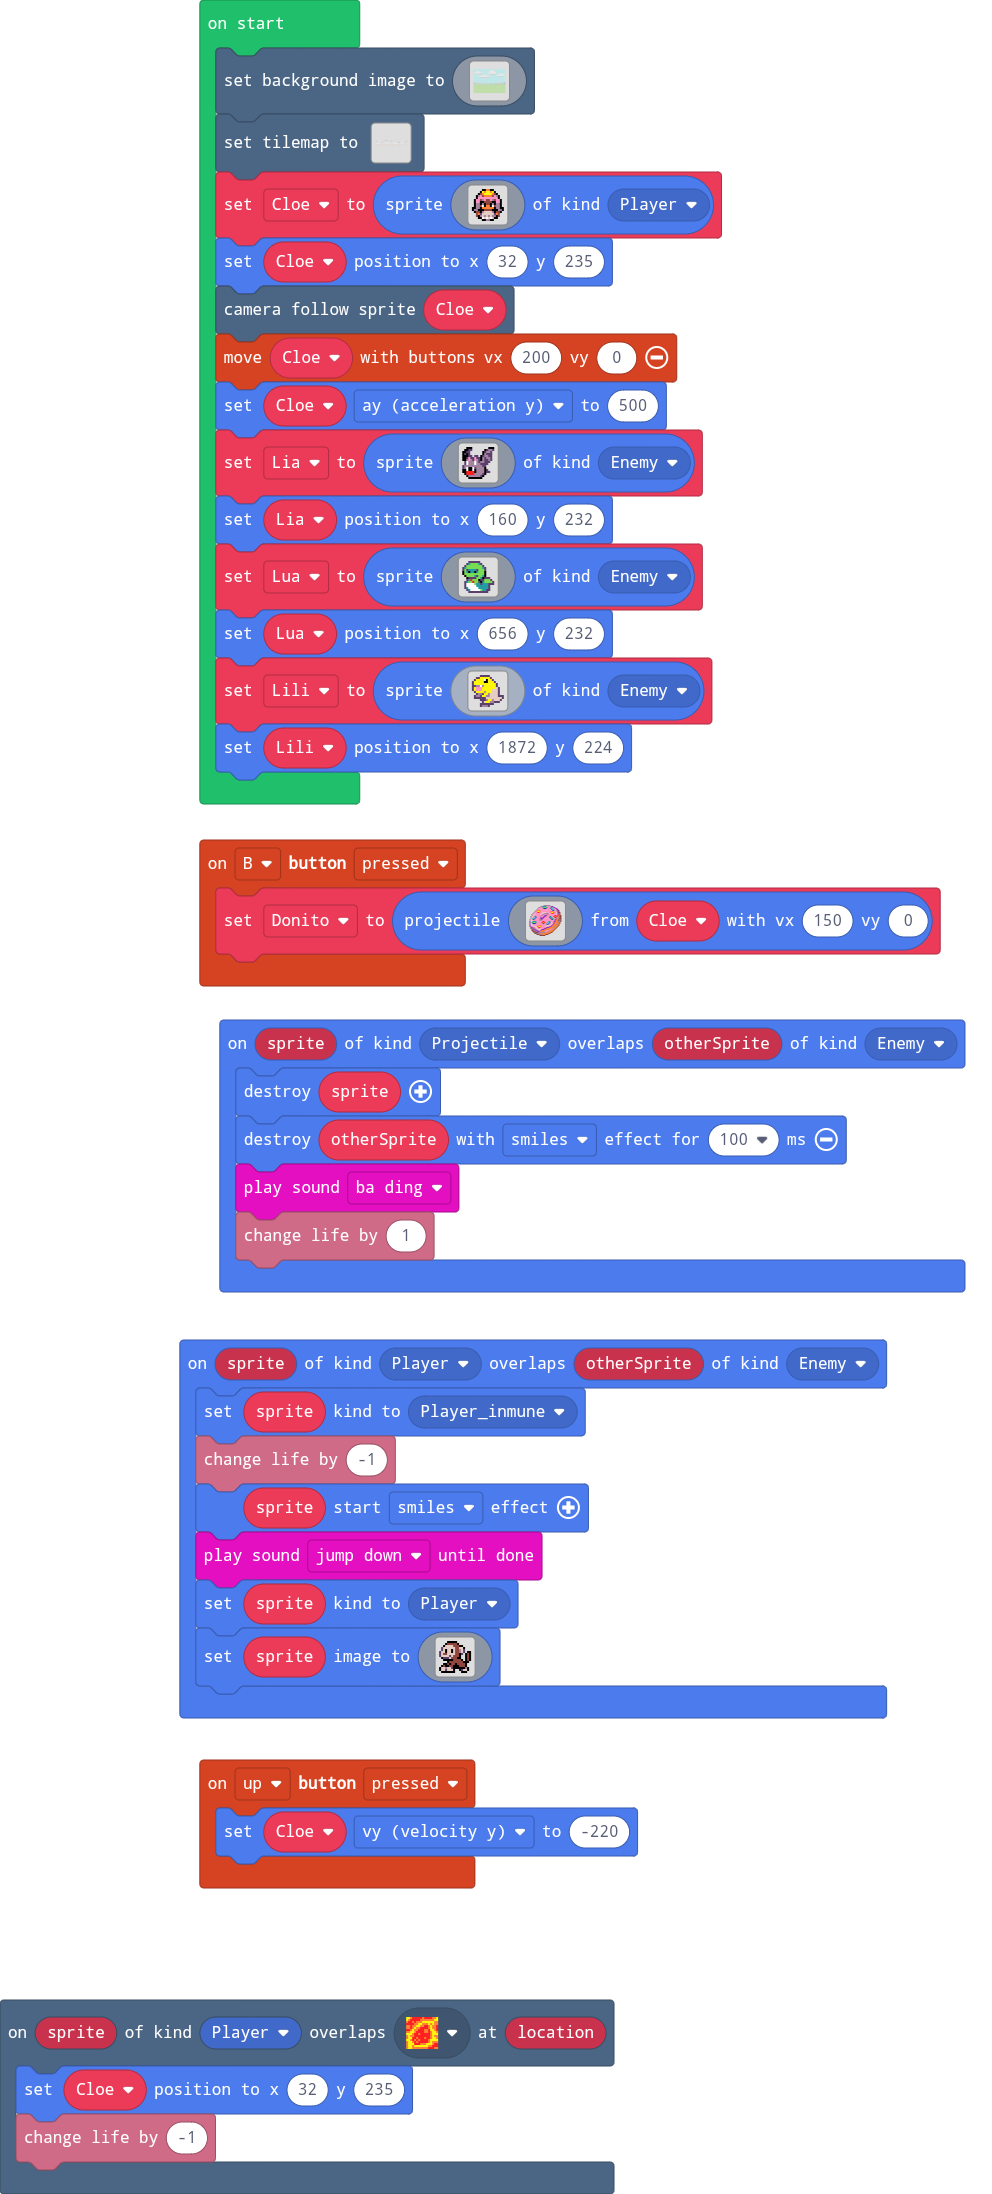 on start
set background image to
set tilemap to
set Cloe to sprite of kind Player
set Cloe position to x 32 y 235
camera follow sprite Cloe
move Cloe with buttons vx 200 vy 0
set Cloe ay (acceleration y) to 500
set Lia to sprite of kind Enemy
set Lia position to x 160 y 232
set Lua to sprite of kind Enemy
set Lua position to x 656 y 232
set Lili to sprite of kind Enemy
set Lili position to x 1872 y 224
on B button pressed
set Donito to projectile from Cloe with vx 150 vy 0
on sprite of kind Projectile overlaps otherSprite of kind Enemy
destroy sprite
destroy otherSprite with smiles effect for 100 ms
play sound ba ding
change life by 1
on sprite of kind Player overlaps otherSprite of kind Enemy
set sprite kind to Player_inmune
change life by -1
sprite start smiles effect
play sound jump down until done
set sprite kind to Player
set sprite image to
on up button pressed
set Cloe vy (velocity y) to -220
on sprite of kind Player overlaps at location
set Cloe position to x 32 y 235
change life by -1